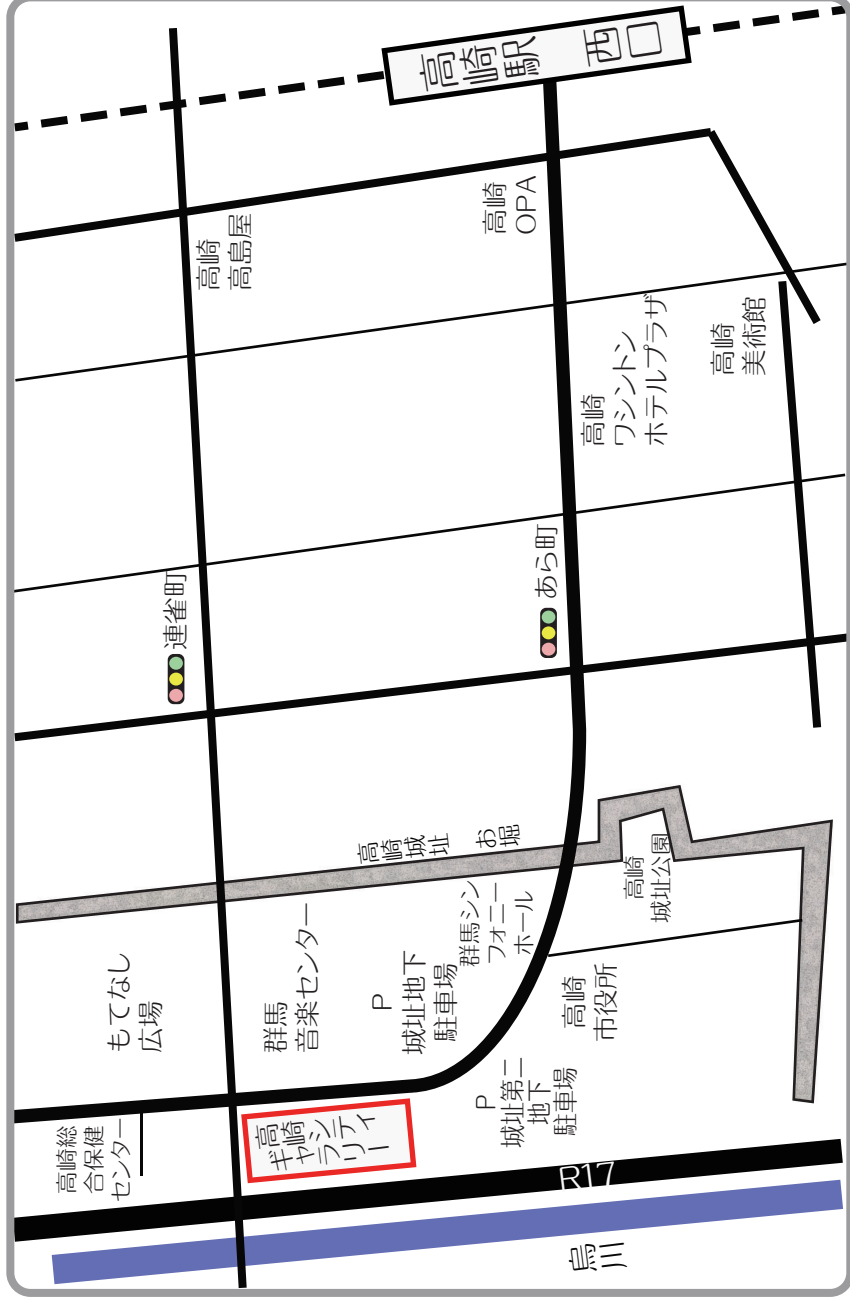 高崎総
合保健
センター
もてなし
広場
連雀町
高崎
高島屋
高崎シティ
ギャラリー
群馬
音楽センター
高崎
城址
お
堀
P
城址地下
駐車場
群馬シン
フォニー
ホール
高崎駅 西口
高崎
OPA
あら町
P
城址第二
地下
駐車場
高崎
市役所
高崎
城址公園
高崎
ワシントン
ホテルプラザ
高崎
美術館
R17
烏
川